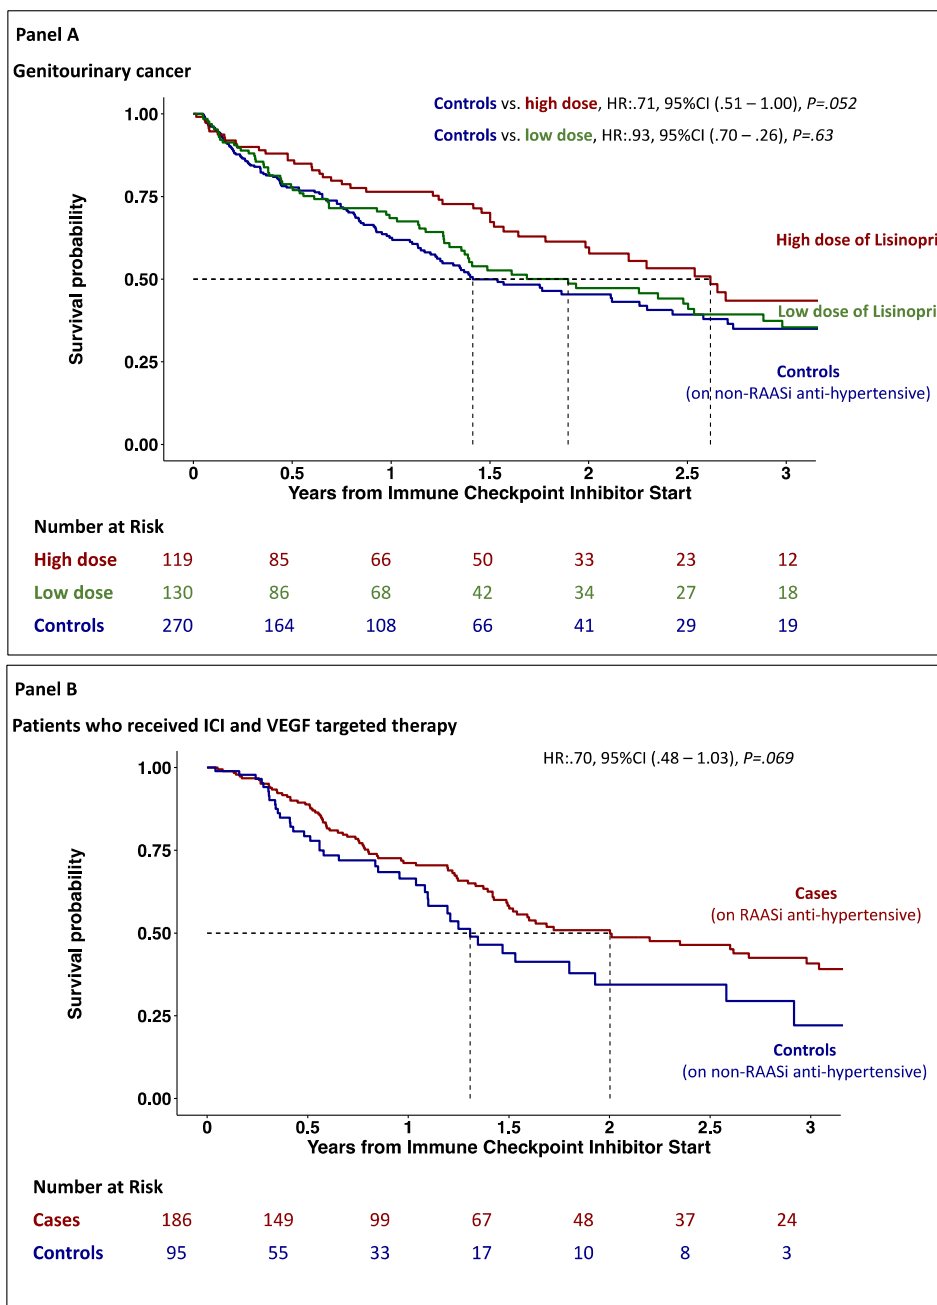 Panel A
Genitourinary cancer
Controls vs. high dose, HR:.71, 95%CI (.51 – 1.00), P=.052
Controls vs. low dose, HR:.93, 95%CI (.70 – .26), P=.63
1.00
0.75
0.50
0.25
0.00
Survival probability
High dose of Lisinopri
Low dose of Lisinopri
Controls
(on non-RAASi anti-hypertensive)
0 0.5 1 1.5 2 2.5 3
Years from Immune Checkpoint Inhibitor Start
Number at Risk
High dose 119 85 66 50 33 23 12
Low dose 130 86 68 42 34 27 18
Controls 270 164 108 66 41 29 19
Panel B
Patients who received ICI and VEGF targeted therapy
HR:.70, 95%CI (.48 – 1.03), P=.069
1.00
0.75
0.50
0.25
0.00
Survival probability
Cases
(on RAASi anti-hypertensive)
Controls
(on non-RAASi anti-hypertensive)
0 0.5 1 1.5 2 2.5 3
Years from Immune Checkpoint Inhibitor Start
Number at Risk
Cases 186 149 99 67 48 37 24
Controls 95 55 33 17 10 8 3